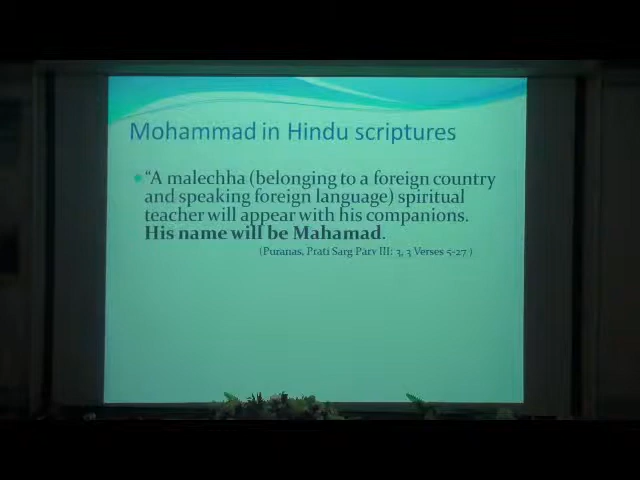 Mohammad in Hindu scriptures
“A malechha (belonging to a foreign country
and speaking foreign language) spiritual
teacher will appear with his companions.
His name will be Mahamad.
(Puranas, Prati Sarg Parv III: 3, 3 Verses 5-27 )